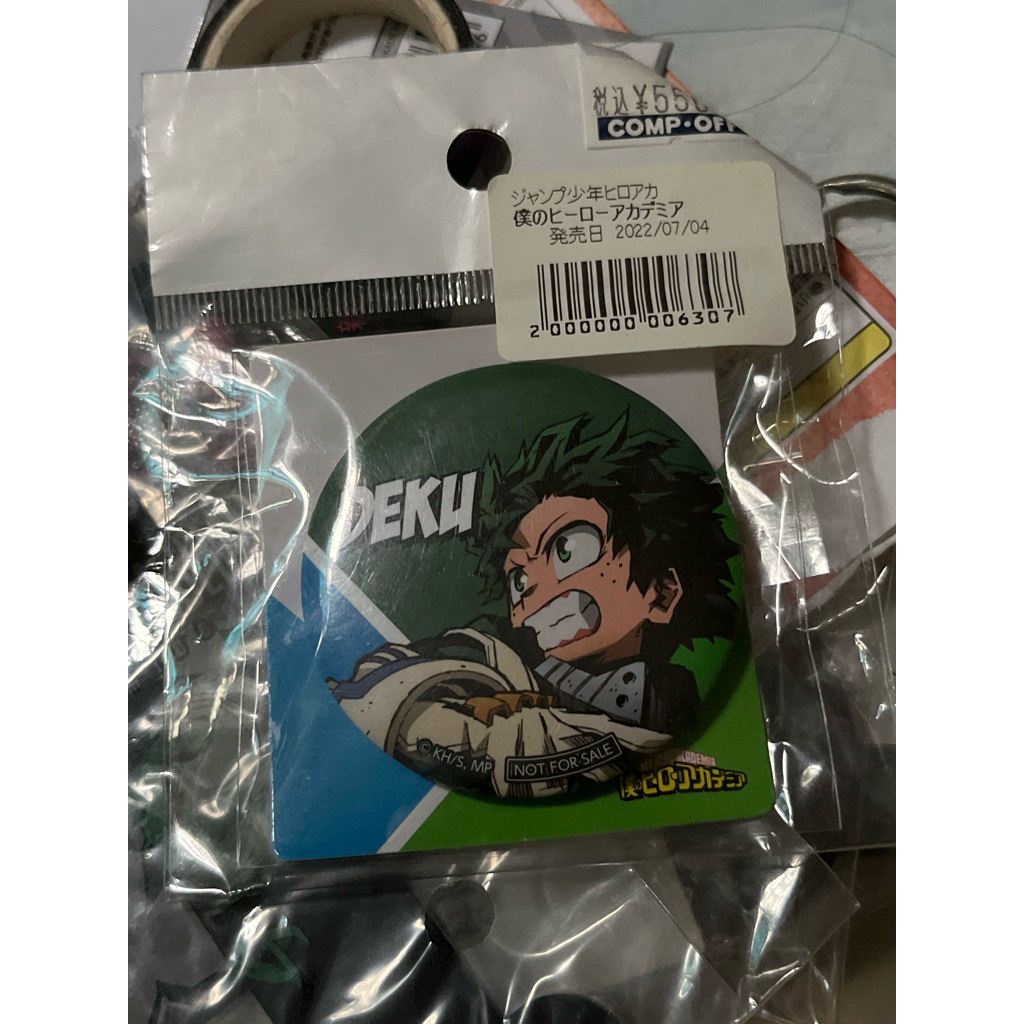 税込¥550
COMP・OFF
ジャンプ少年ヒロアカ
僕のヒーローアカデミア
発売日 2022/07/04
2 000000 006307
DEKU
©KH/S, MP
NOT FOR SALE
ACADEMIA
僕のヒーローアカデミア